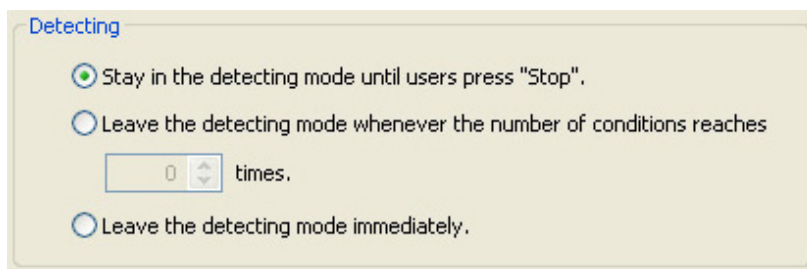 Detecting
Stay in the detecting mode until users press "Stop".
Leave the detecting mode whenever the number of conditions reaches
0 times.
Leave the detecting mode immediately.